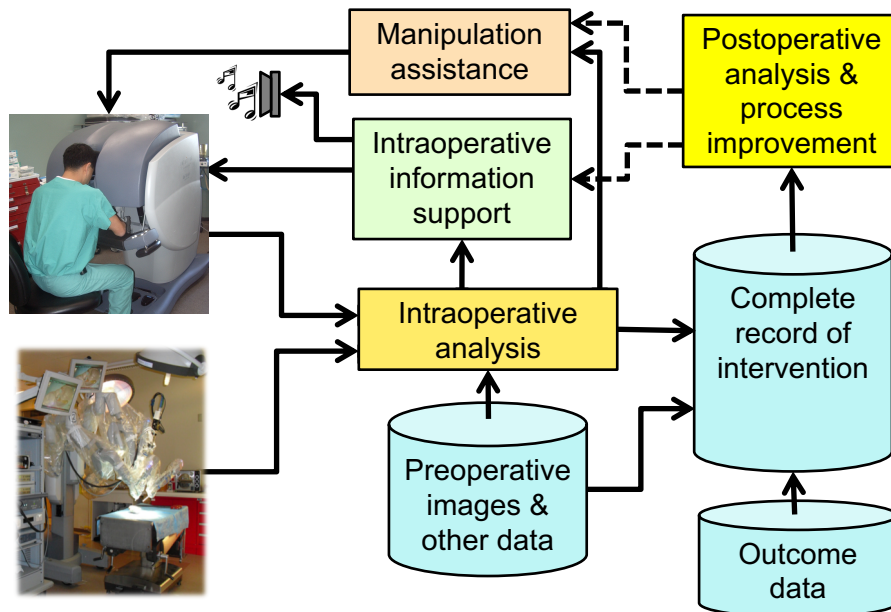 Manipulation
assistance
Postoperative
analysis &
process
improvement
Intraoperative
information
support
Intraoperative
analysis
Complete
record of
intervention
Preoperative
images &
other data
Outcome
data